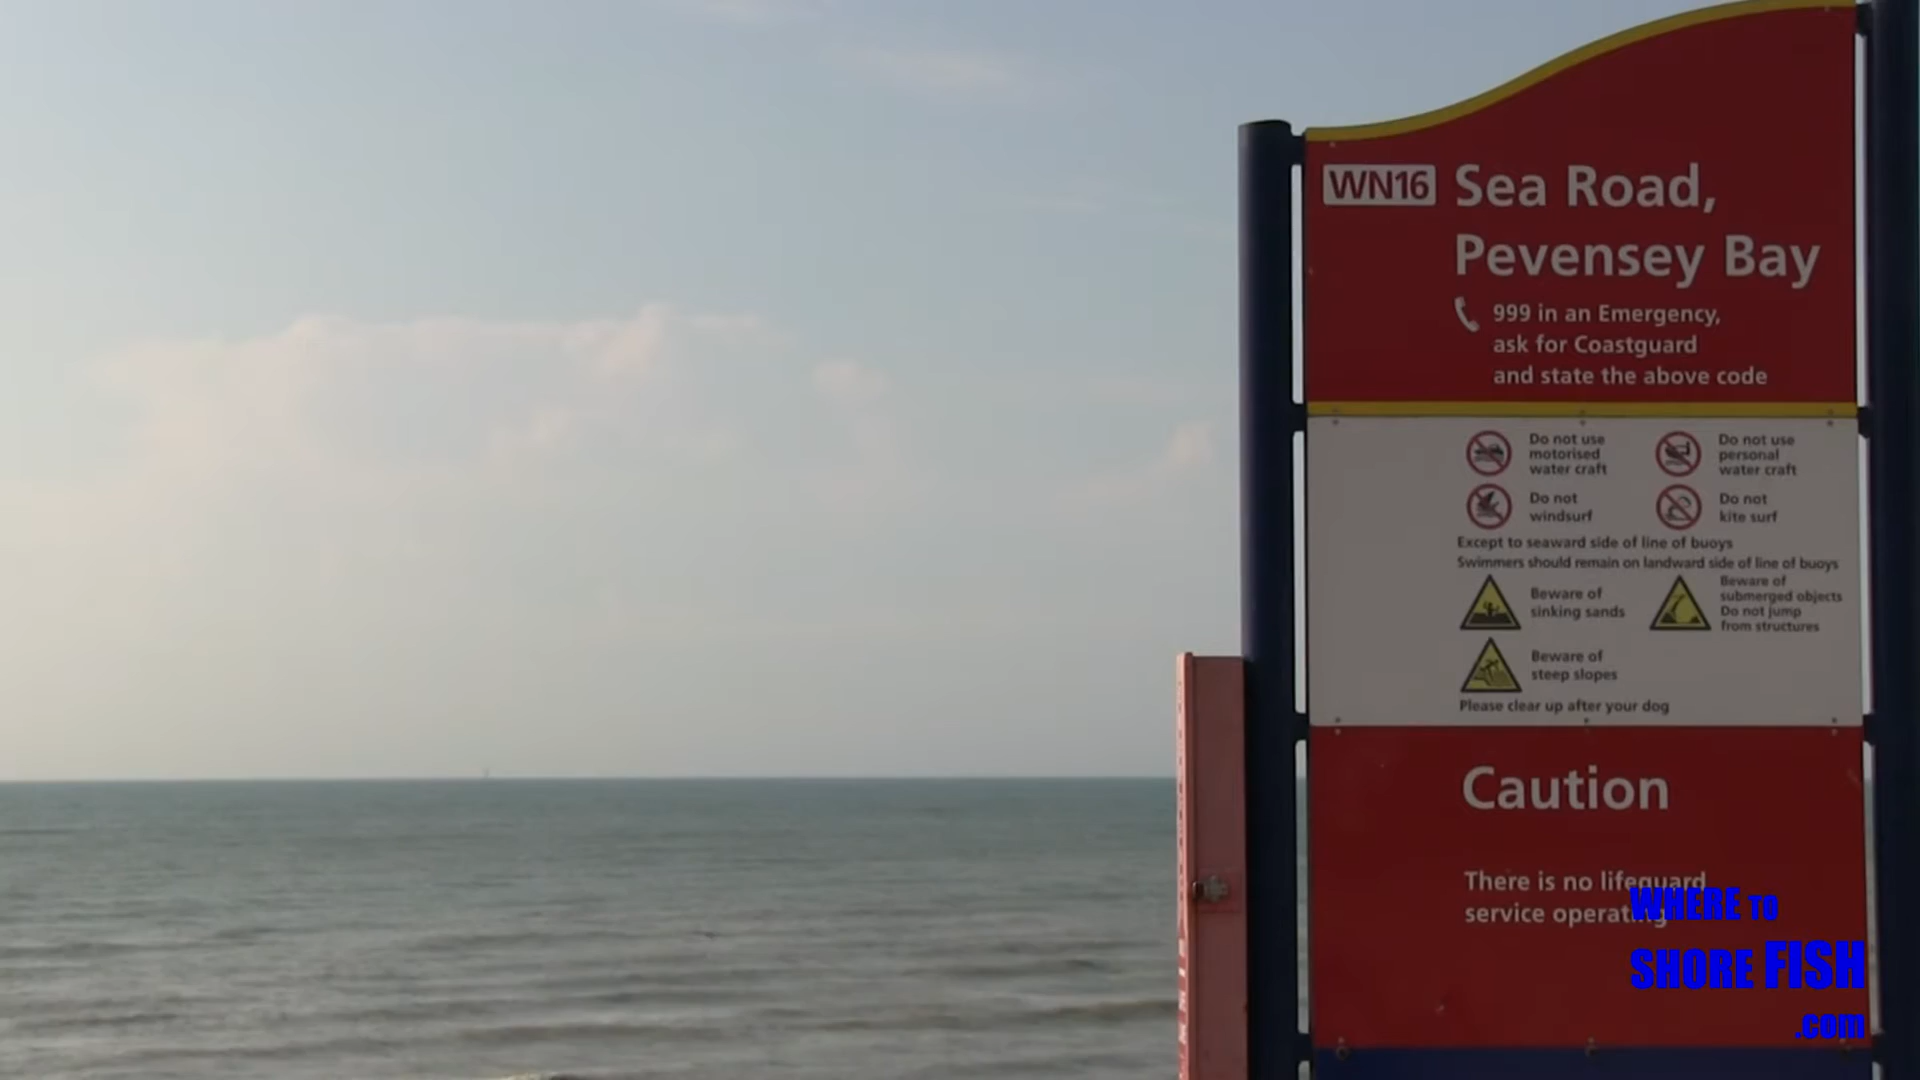 WN16 Sea Road,
Pevensey Bay
999 in an Emergency,
ask for Coastguard
and state the above code
Do not use
motorised
water craft
Do not use
personal
water craft
Do not
windsurf
Do not
kite surf
Except to seaward side of line of buoys
Swimmers should remain on landward side of line of buoys
Beware of
sinking sands
Beware of
submerged objects
Do not jump
from structures
Beware of
steep slopes
Please clear up after your dog
Caution
There is no lifeguard
service operating
WHERE TO
SHORE FISH
.com